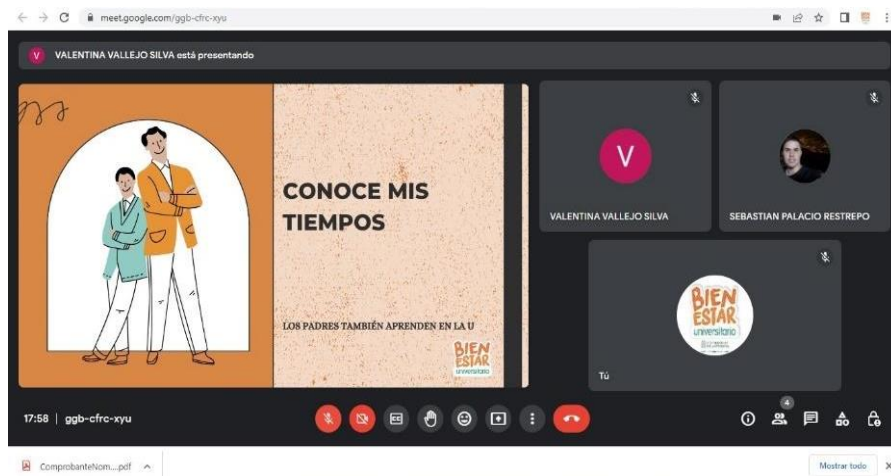 meet.google.com/ggb-cfrc-xyu
V VALENTINA VALLEJO SILVA está presentando
CONOCE MIS
TIEMPOS
LOS PADRES TAMBIÉN APRENDEN EN LA U
BIEN
ESTAR
universitario
V
VALENTINA VALLEJO SILVA
SEBASTIAN PALACIO RESTREPO
BIEN
ESTAR
universitario
Tú
17:58 | ggb-cfrc-xyu
4
ComprobanteNom....pdf
Mostrar todo